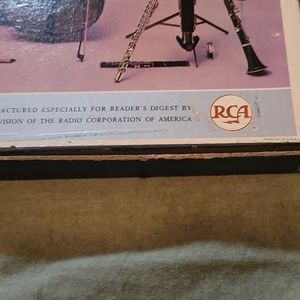 ACTURED ESPECIALLY FOR READER'S DIGEST BY
VISION OF THE RADIO CORPORATION OF AMERICA
RCA